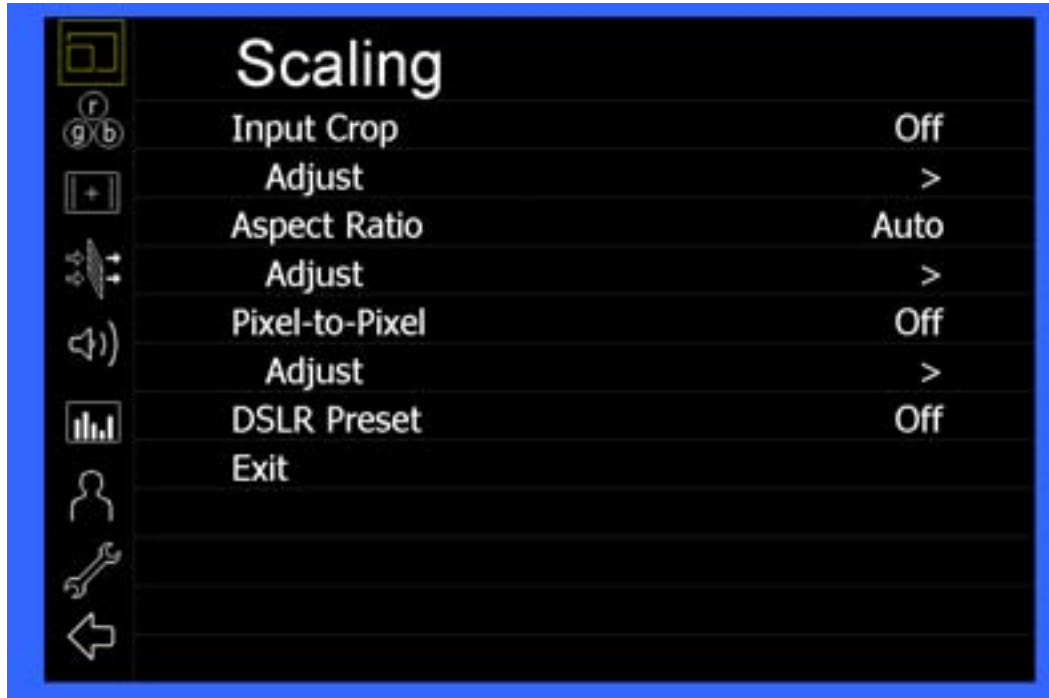 Scaling
r
g b
Input Crop Off
Adjust >
Aspect Ratio Auto
Adjust >
Pixel-to-Pixel Off
Adjust >
DSLR Preset Off
Exit